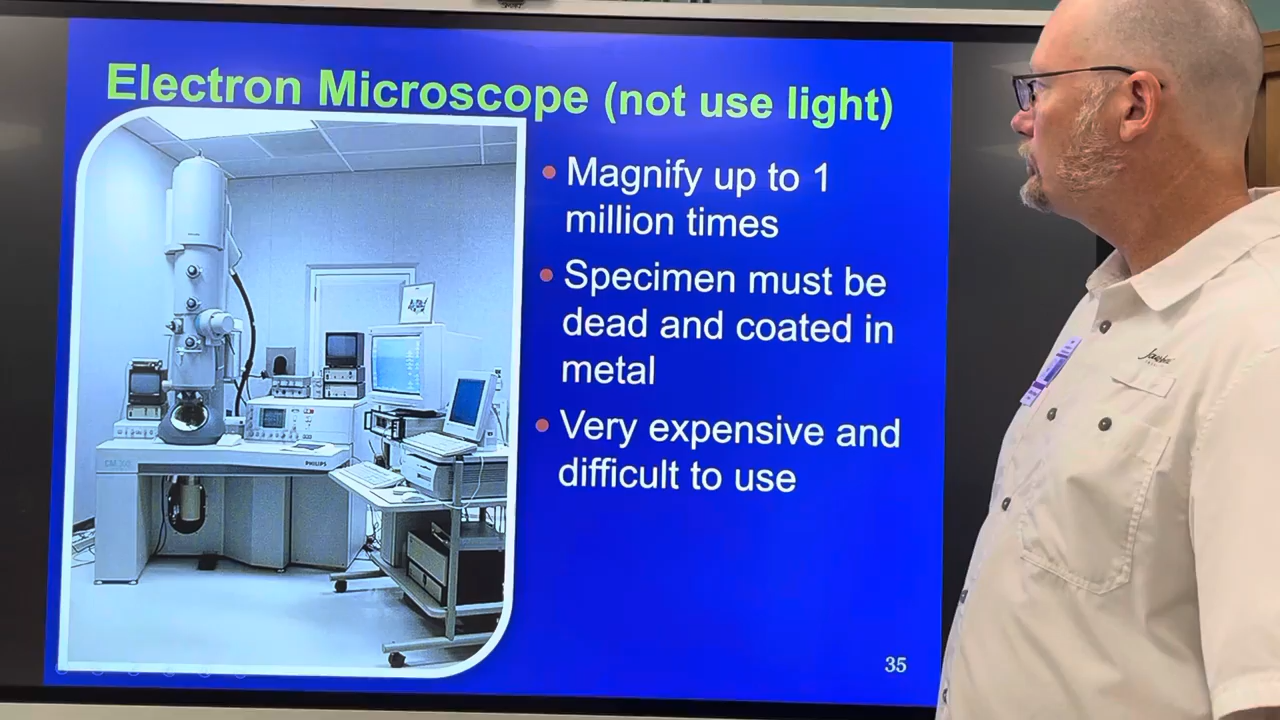 Electron Microscope (not use light)
Magnify up to 1
million times
Specimen must be
dead and coated in
metal
Very expensive and
difficult to use
PHILIPS
35